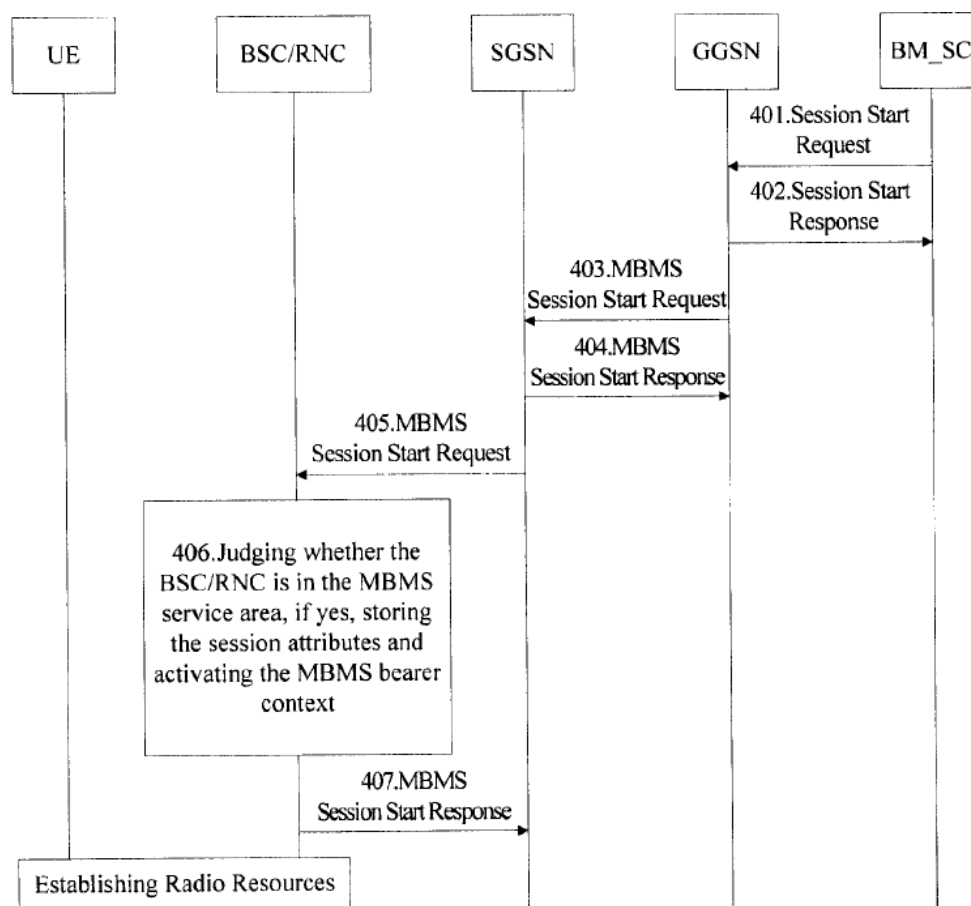 UE
BSC/RNC
SGSN
GGSN
BM_SC
401.Session Start
Request
402.Session Start
Response
403.MBMS
Session Start Request
404.MBMS
Session Start Response
405.MBMS
Session Start Request
406.Judging whether the
BSC/RNC is in the MBMS
service area, if yes, storing
the session attributes and
activating the MBMS bearer
context
407.MBMS
Session Start Response
Establishing Radio Resources